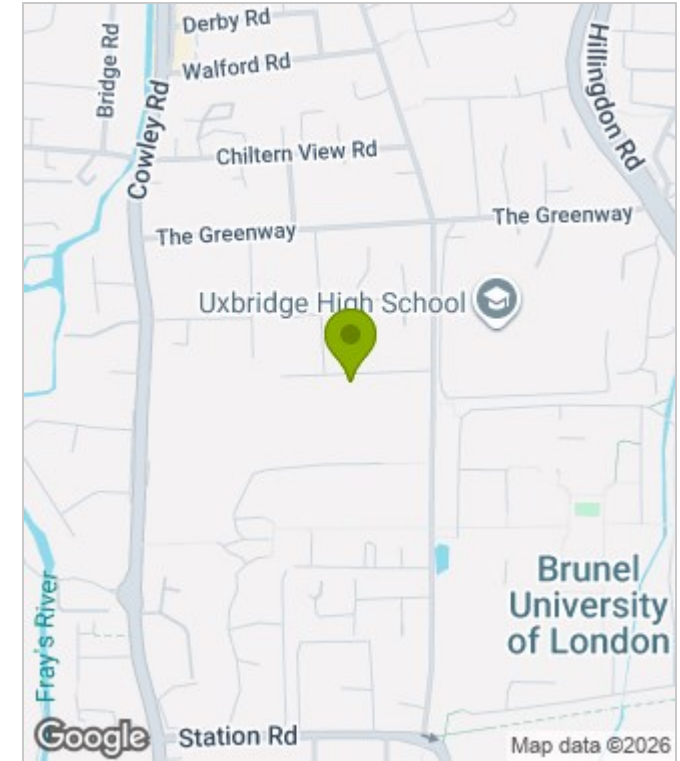 Derby Rd
Bridge Rd
Walford Rd
Hillingdon Rd
Cowley Rd
Chiltern View Rd
The Greenway
The Greenway
Uxbridge High School
Brunel
University
of London
Fray's River
Station Rd
Google
Map data ©2026